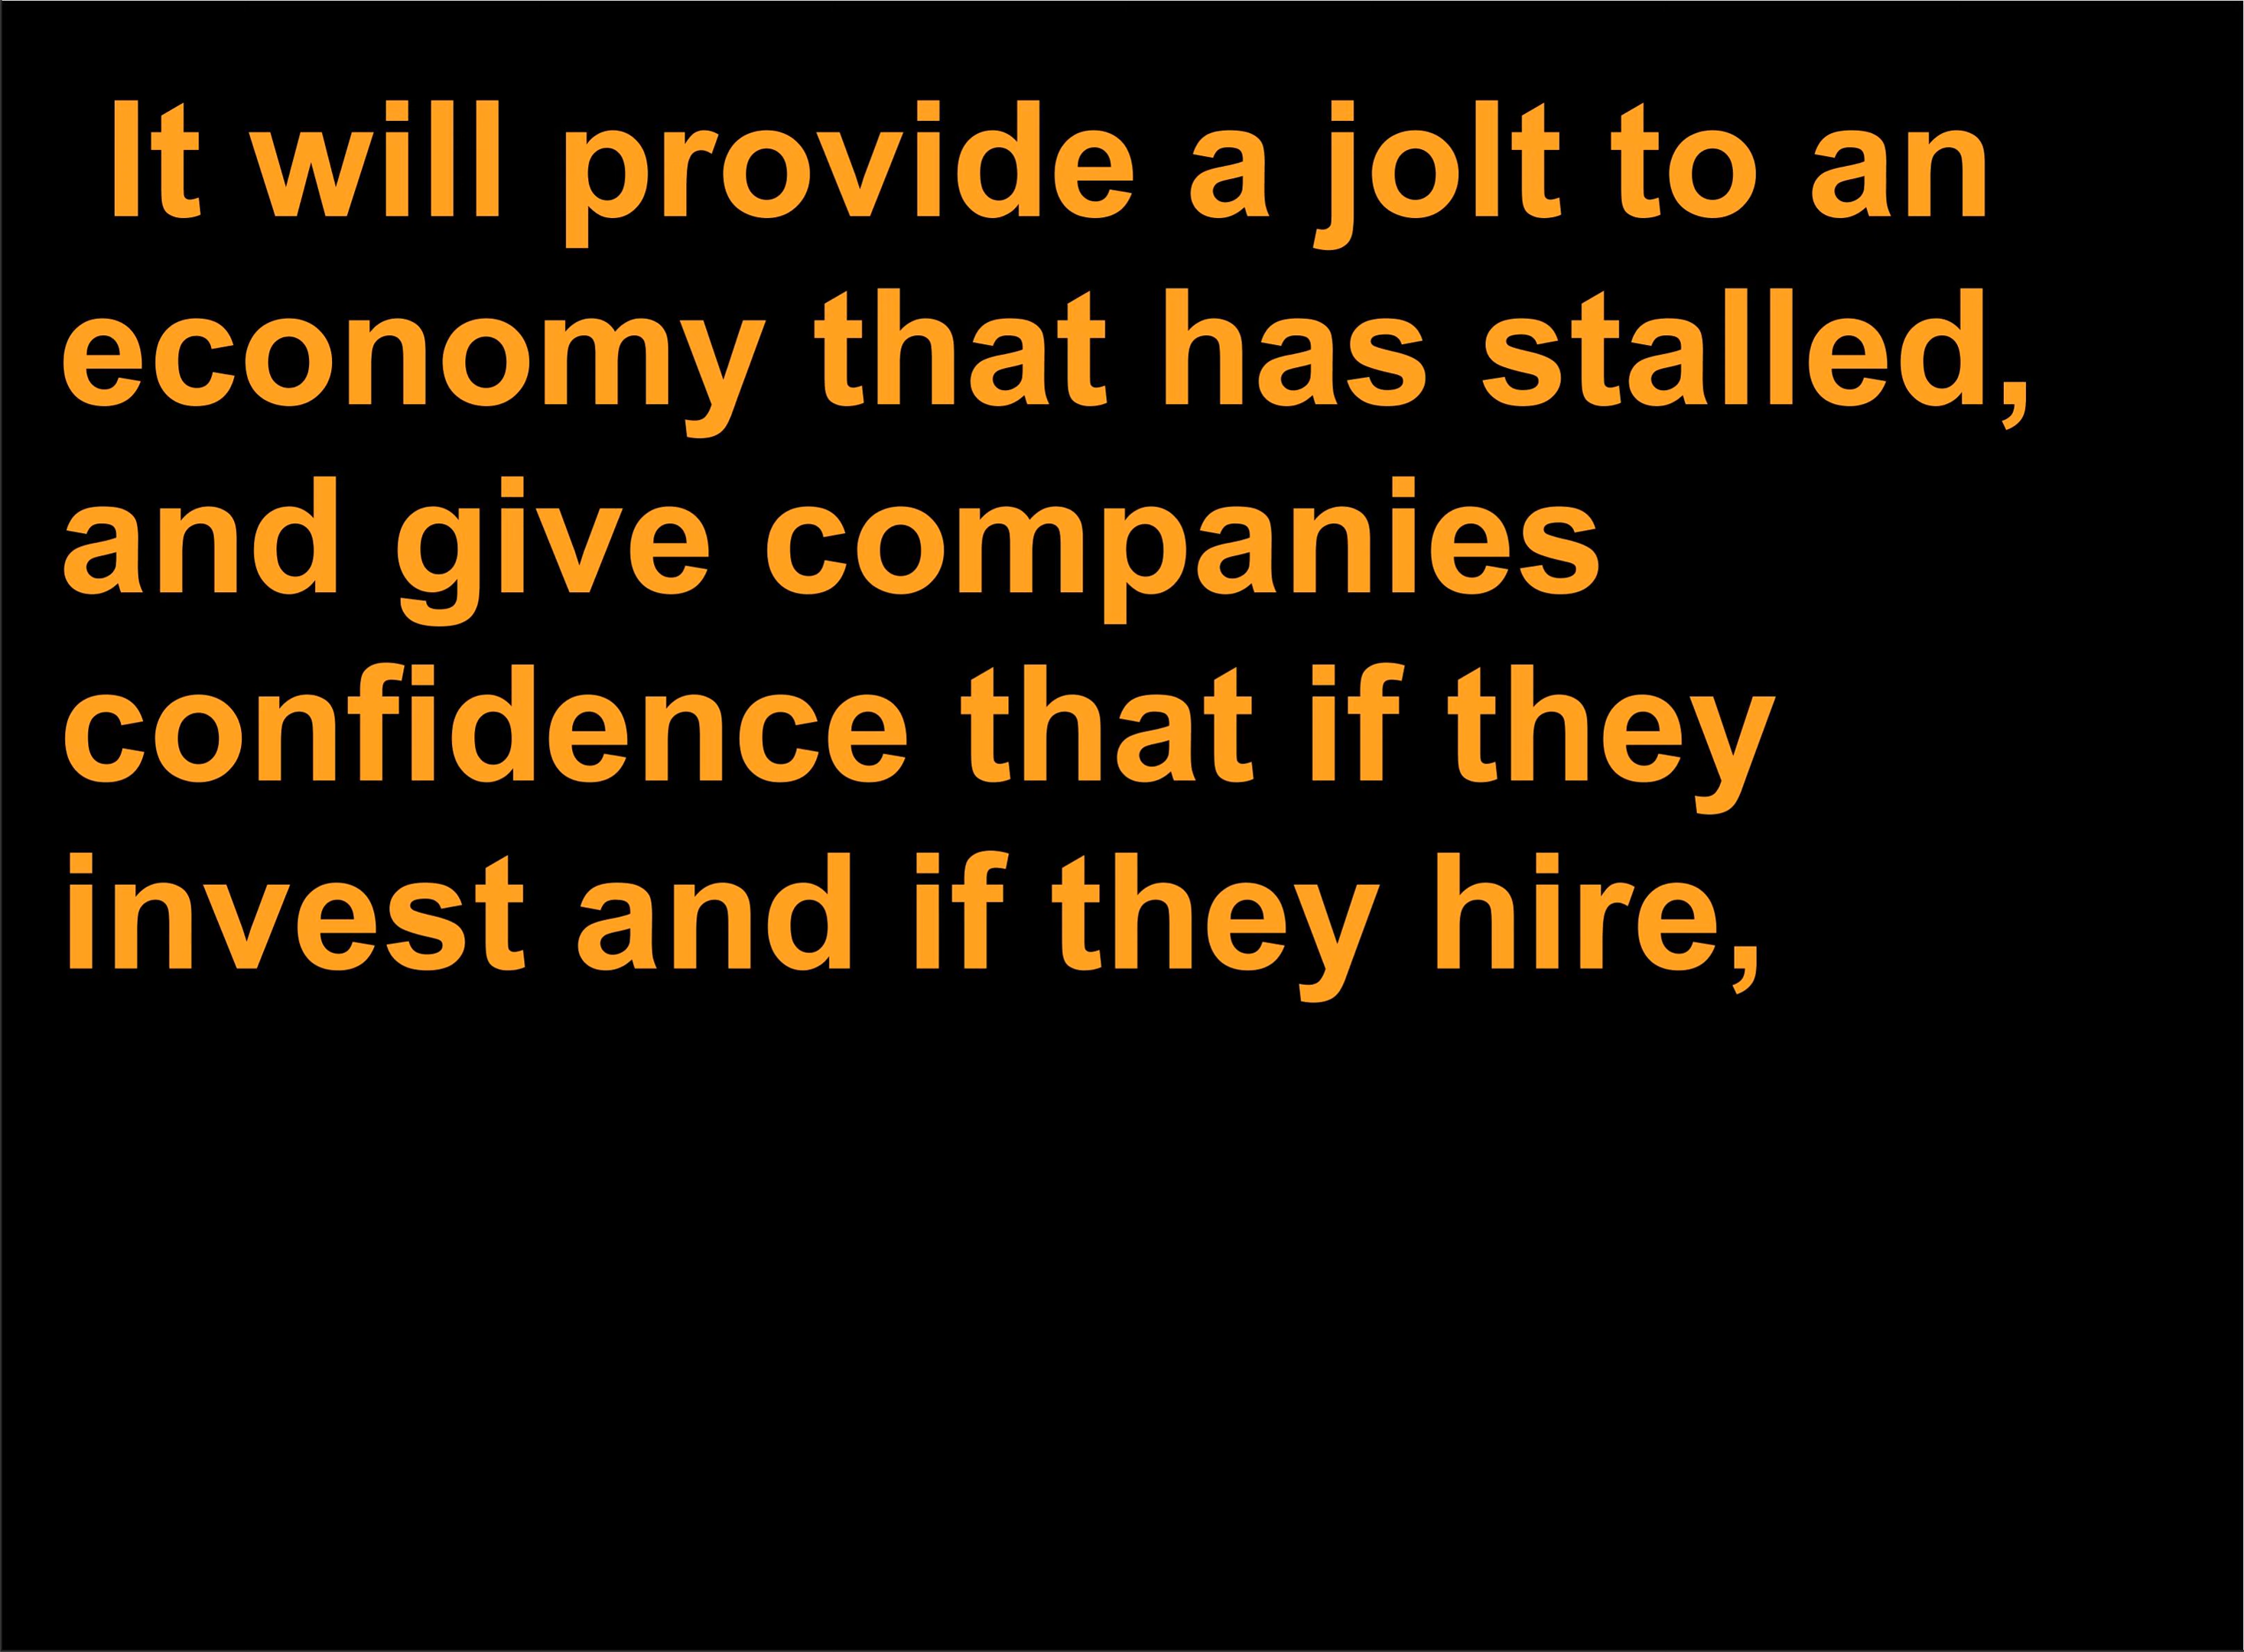 It will provide a jolt to an
economy that has stalled,
and give companies
confidence that if they
invest and if they hire,